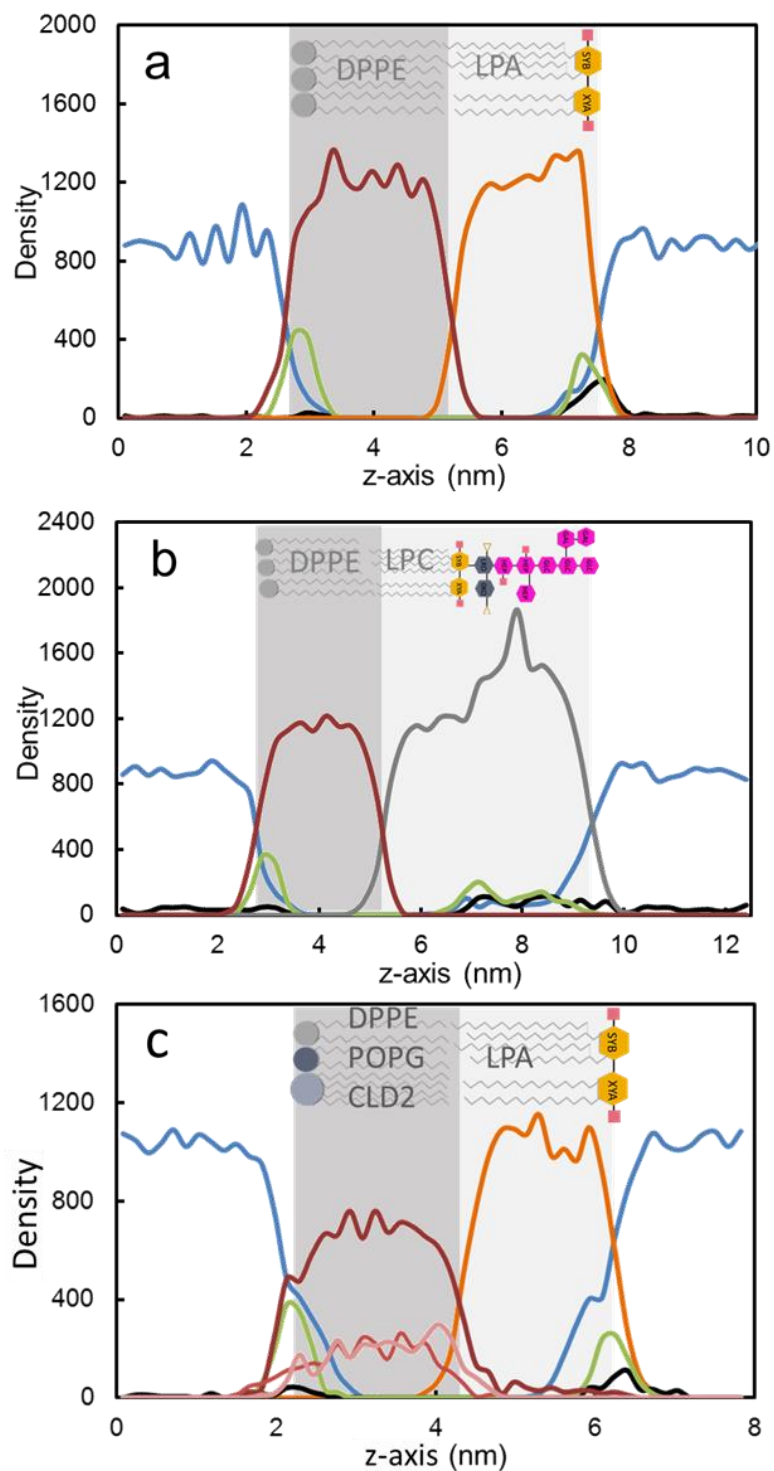 a
Density
2000
1600
1200
800
400
0
DPPE
LPA
SYB
XYA
0 2 4 6 8 10
z-axis (nm)
b
Density
2400
2000
1600
1200
800
400
0
DPPE
LPC
SYB
XYA
0 2 4 6 8 10 12
z-axis (nm)
c
Density
1600
1200
800
400
0
DPPE
POPG
CLD2
LPA
SYB
XYA
0 2 4 6 8
z-axis (nm)